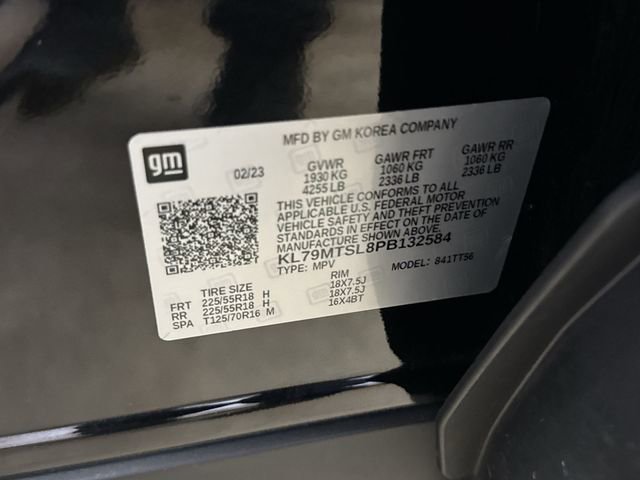 MFD BY GM KOREA COMPANY
gm
02/23
GVWR GAWR FRT GAWR RR
1930 KG 1060 KG 1060 KG
4255 LB 2336 LB 2336 LB
THIS VEHICLE CONFORMS TO ALL
APPLICABLE U.S. FEDERAL MOTOR
VEHICLE SAFETY AND THEFT PREVENTION
STANDARDS IN EFFECT ON THE DATE OF
MANUFACTURE SHOWN ABOVE.
KL79MTSL8PB132584
TYPE: MPV MODEL: 841TT56
TIRE SIZE RIM
FRT 225/55R18 H 18X7.5J
RR 225/55R18 H 18X7.5J
SPA T125/70R16 M 16X4BT